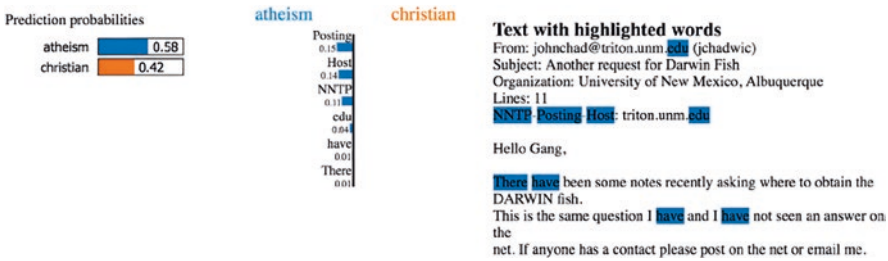 Prediction probabilities
atheism 0.58
christian 0.42
atheism christian
Posting
0.15
Host
0.14
NNTP
0.11
edu
0.04
have
0.01
There
0.01
Text with highlighted words
From: johnchad@triton.unm.edu (jchadwic)
Subject: Another request for Darwin Fish
Organization: University of New Mexico, Albuquerque
Lines: 11
NNTP-Posting-Host: triton.unm.edu
Hello Gang,
There have been some notes recently asking where to obtain the
DARWIN fish.
This is the same question I have and I have not seen an answer on
the
net. If anyone has a contact please post on the net or email me.